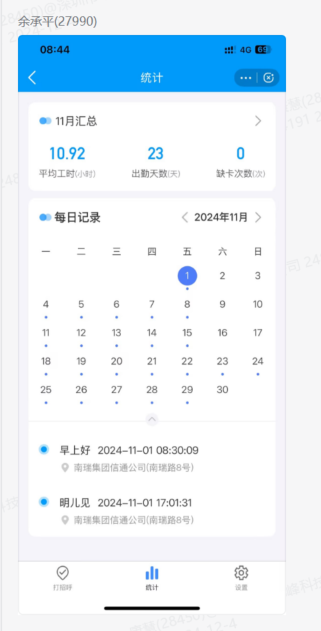 余承平(27990)
08:44
4G 63
统计
11月汇总
10.92 23 0
平均工时(小时) 出勤天数(天) 缺卡次数(次)
每日记录 2024年11月
一 二 三 四 五 六 日
1 2 3
4 5 6 7 8 9 10
11 12 13 14 15 16 17
18 19 20 21 22 23 24
25 26 27 28 29 30
早上好 2024-11-01 08:30:09
南瑞集团信通公司(南瑞路8号)
明儿见 2024-11-01 17:01:31
南瑞集团信通公司(南瑞路8号)
打招呼 统计 设置